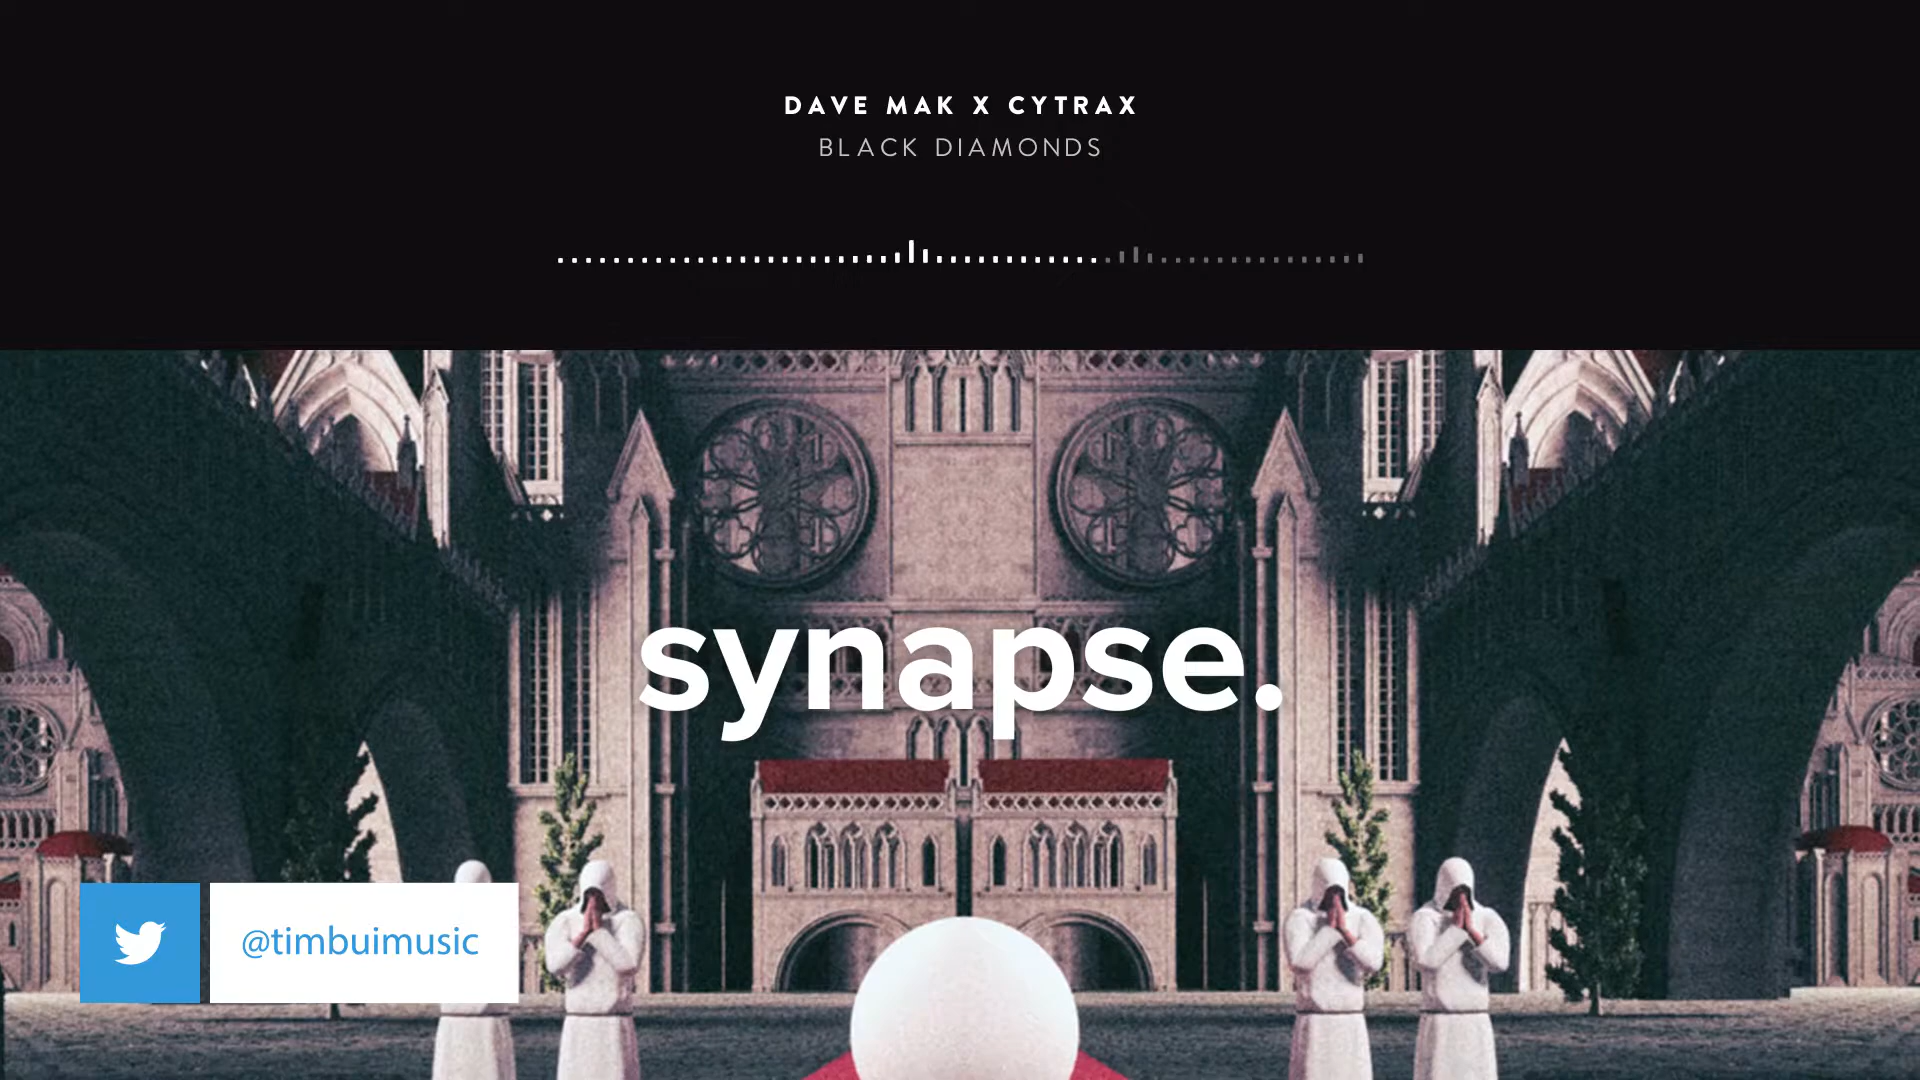 DAVE MAK X CYTRAX
BLACK DIAMONDS
synapse.
@timbuimusic